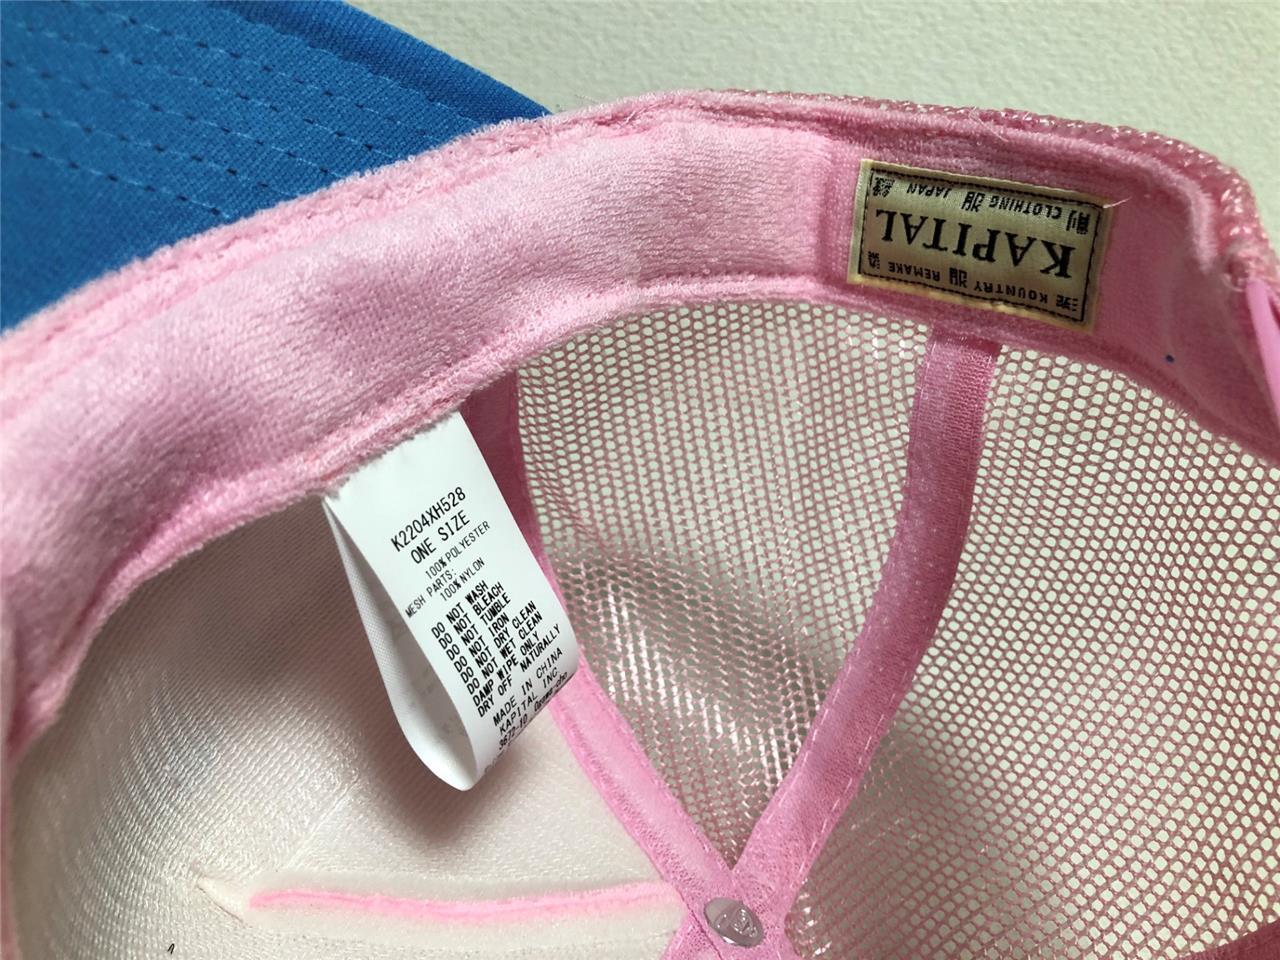 KOUNTRY REMAKE
KAPITAL
CLOTHING JAPAN
K2204XH528
ONE SIZE
100%POLYESTER
MESH PARTS:
100%NYLON
DO NOT WASH
DO NOT BLEACH
DO NOT TUMBLE
DO NOT IRON
DO NOT DRY CLEAN
DO NOT WET CLEAN
DAMP WIPE ONLY
DRY OFF NATURALLY
MADE IN CHINA
KAPITAL INC
3672-10